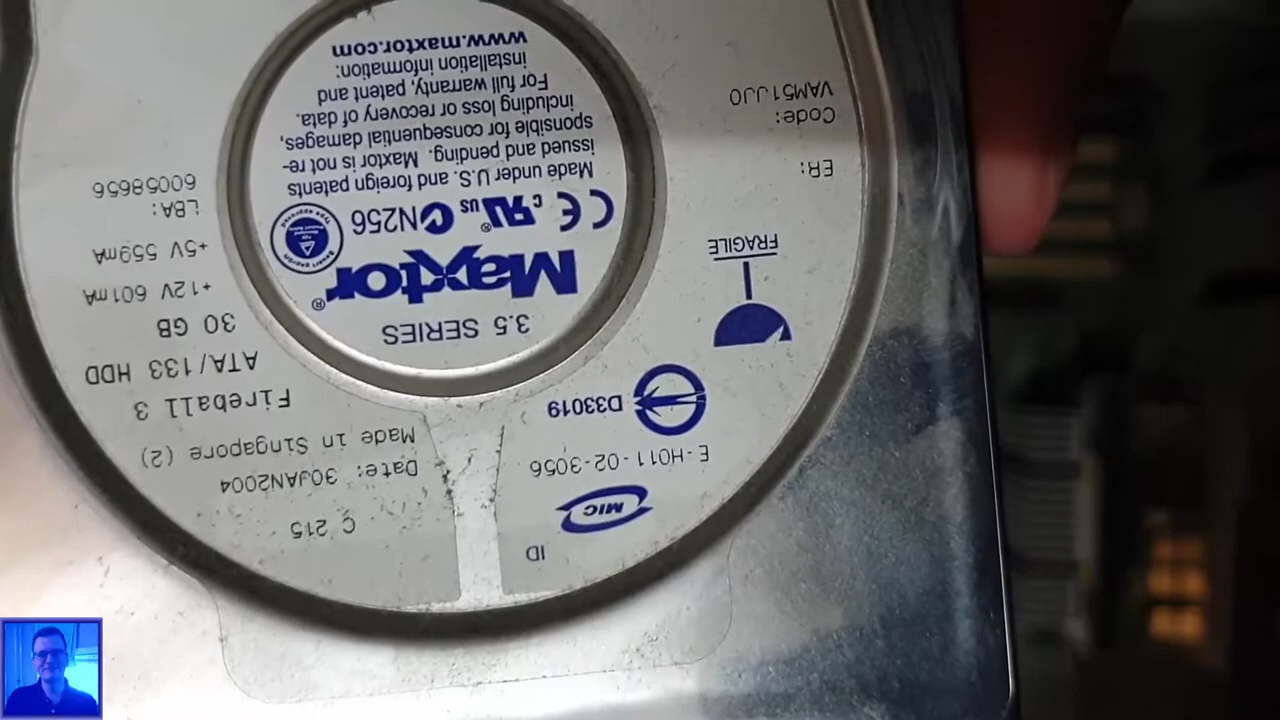 C 215
Date: 30JAN2004
Made in Singapore (2)
Fireball 3
ATA/133 HDD
30 GB
+12V 601mA
+5V 559mA
LBA:
60058656
ID
MIC
E-H011-02-3056
D33019
FRAGILE
ER:
Code:
VAM51JJ0
3.5 SERIES
Maxtor®
CE c UL® us N256
Made under U.S. and foreign patents
issued and pending. Maxtor is not re-
sponsible for consequential damages,
including loss or recovery of data.
For full warranty, patent and
installation information:
www.maxtor.com